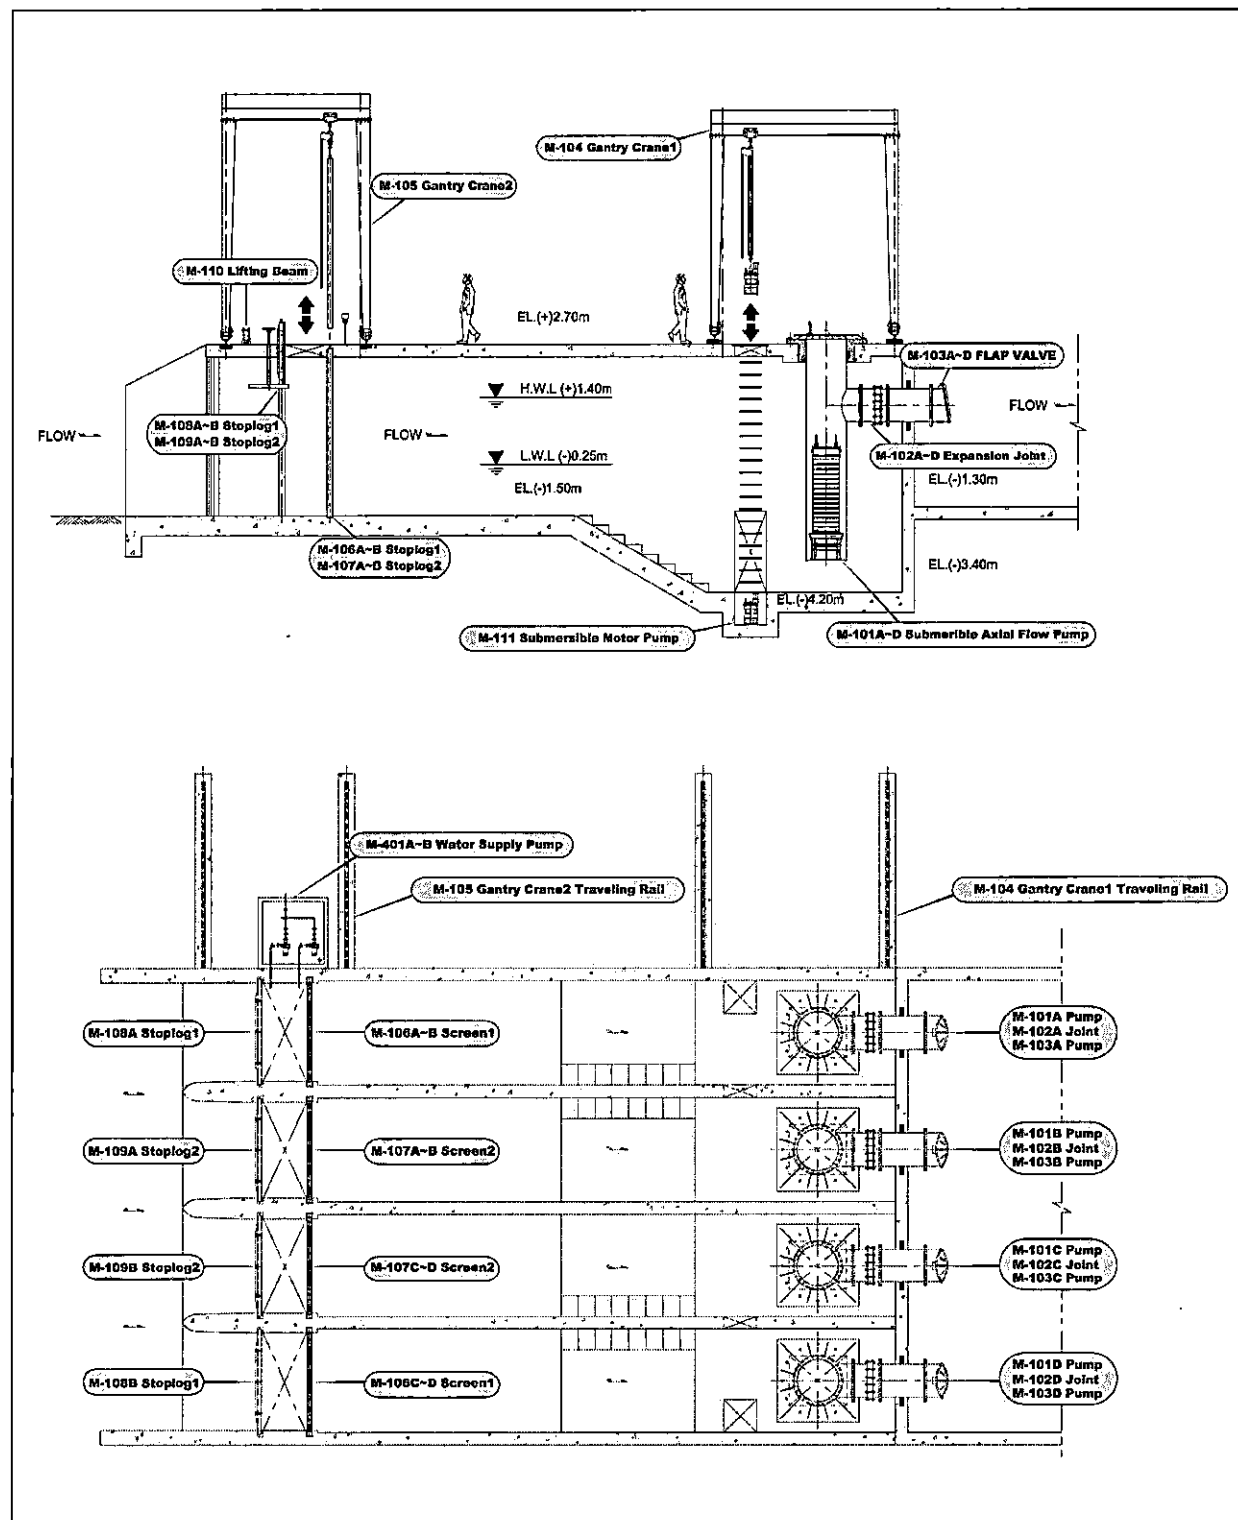 M-104 Gantry Crane1
M-105 Gantry Crane2
M-110 Lifting Beam
EL.(+)2.70m
M-103A~D FLAP VALVE
H.W.L (+)1.40m
FLOW
M-108A~B Stoplog1
M-109A~B Stoplog2
FLOW
FLOW
L.W.L (-)0.25m
M-102A~D Expansion Joint
EL.(-)1.50m
EL.(-)1.30m
M-106A~B Stoplog1
M-107A~B Stoplog2
EL.(-)3.40m
EL.(-)4.20m
M-111 Submersible Motor Pump
M-101A~D Submerible Axial Flow Pump
M-401A~B Water Supply Pump
M-105 Gantry Crane2 Traveling Rail
M-104 Gantry Crane1 Traveling Rail
M-108A Stoplog1
M-106A~B Screen1
M-101A Pump
M-102A Joint
M-103A Pump
M-109A Stoplog2
M-107A~B Screen2
M-101B Pump
M-102B Joint
M-103B Pump
M-109B Stoplog2
M-107C~D Screen2
M-101C Pump
M-102C Joint
M-103C Pump
M-108B Stoplog1
M-106C~D Screen1
M-101D Pump
M-102D Joint
M-103D Pump